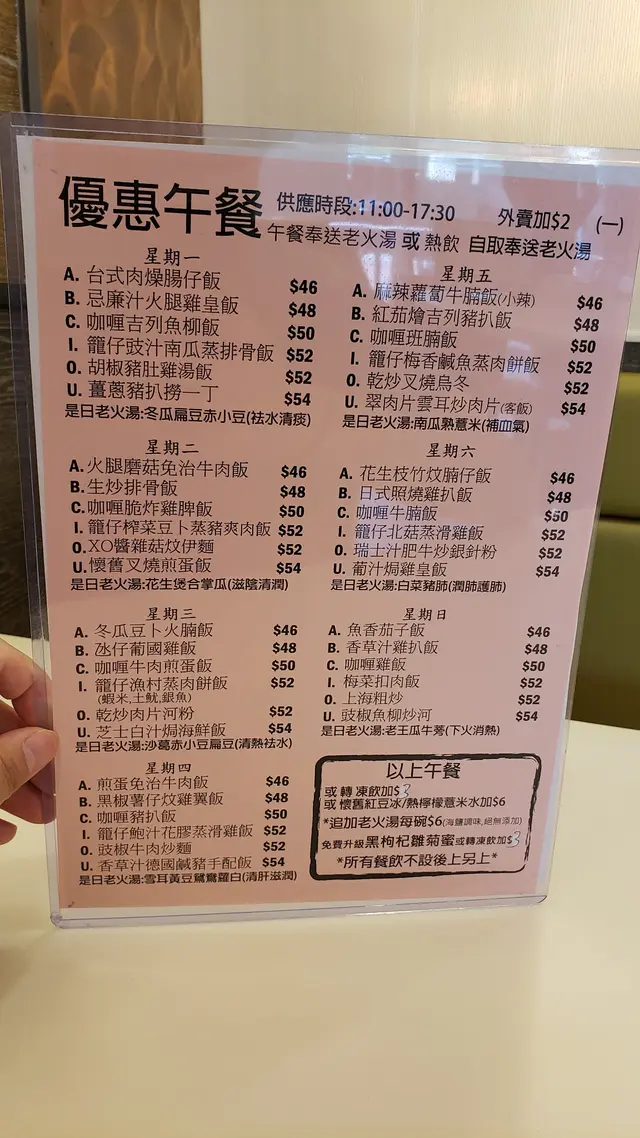 優惠午餐 供應時段:11:00-17:30 外賣加$2 (一)
午餐奉送老火湯 或 熱飲 自取奉送老火湯
星期一
A. 台式肉燥腸仔飯 $46
B. 忌廉汁火腿雞皇飯 $48
C. 咖喱吉列魚柳飯 $50
I. 籠仔豉汁南瓜蒸排骨飯 $52
O. 胡椒豬肚雞湯飯 $52
U. 薑蔥豬扒撈一丁 $54
是日老火湯:冬瓜扁豆赤小豆(袪水清痰)
星期二
A. 火腿磨菇免治牛肉飯 $46
B. 生炒排骨飯 $48
C. 咖喱脆炸雞脾飯 $50
I. 籠仔榨菜豆卜蒸豬爽肉飯 $52
O. XO醬雜菇炆伊麵 $52
U. 懷舊叉燒煎蛋飯 $54
是日老火湯:花生煲合掌瓜(滋陰清潤)
星期三
A. 冬瓜豆卜火腩飯 $46
B. 氹仔葡國雞飯 $48
C. 咖喱牛肉煎蛋飯 $50
I. 籠仔漁村蒸肉餅飯 $52
(蝦米,土魷,銀魚)
O. 乾炒肉片河粉 $52
U. 芝士白汁焗海鮮飯 $54
是日老火湯:沙葛赤小豆扁豆(清熱袪水)
星期四
A. 煎蛋免治牛肉飯 $46
B. 黑椒薯仔炆雞翼飯 $48
C. 咖喱豬扒飯 $50
I. 籠仔鮑汁花膠蒸滑雞飯 $52
O. 豉椒牛肉炒麵 $52
U. 香草汁德國鹹豬手配飯 $54
是日老火湯:雪耳黃豆鴛鴦羅白(清肝滋潤)
星期五
A. 麻辣蘿蔔牛腩飯(小辣) $46
B. 紅茄燴吉列豬扒飯 $48
C. 咖喱班腩飯 $50
I. 籠仔梅香鹹魚蒸肉餅飯 $52
O. 乾炒叉燒烏冬 $52
U. 翠肉片雲耳炒肉片(客飯) $54
是日老火湯:南瓜熟薏米(補血氣)
星期六
A. 花生枝竹炆腩仔飯 $46
B. 日式照燒雞扒飯 $48
C. 咖喱牛腩飯 $50
I. 籠仔北菇蒸滑雞飯 $52
O. 瑞士汁肥牛炒銀針粉 $52
U. 葡汁焗雞皇飯 $54
是日老火湯:白菜豬肺(潤肺護肺)
星期日
A. 魚香茄子飯 $46
B. 香草汁雞扒飯 $48
C. 咖喱雞飯 $50
I. 梅菜扣肉飯 $52
O. 上海粗炒 $52
U. 豉椒魚柳炒河 $54
是日老火湯:老王瓜牛蒡(下火消熱)
以上午餐
或 轉 凍飲加$3
或 懷舊紅豆冰/熱檸檬薏米水加$6
*追加老火湯每碗$6(海鹽調味,絕無添加)
免費升級黑枸杞雛菊蜜或轉凍飲加$3
*所有餐飲不設後上另上*